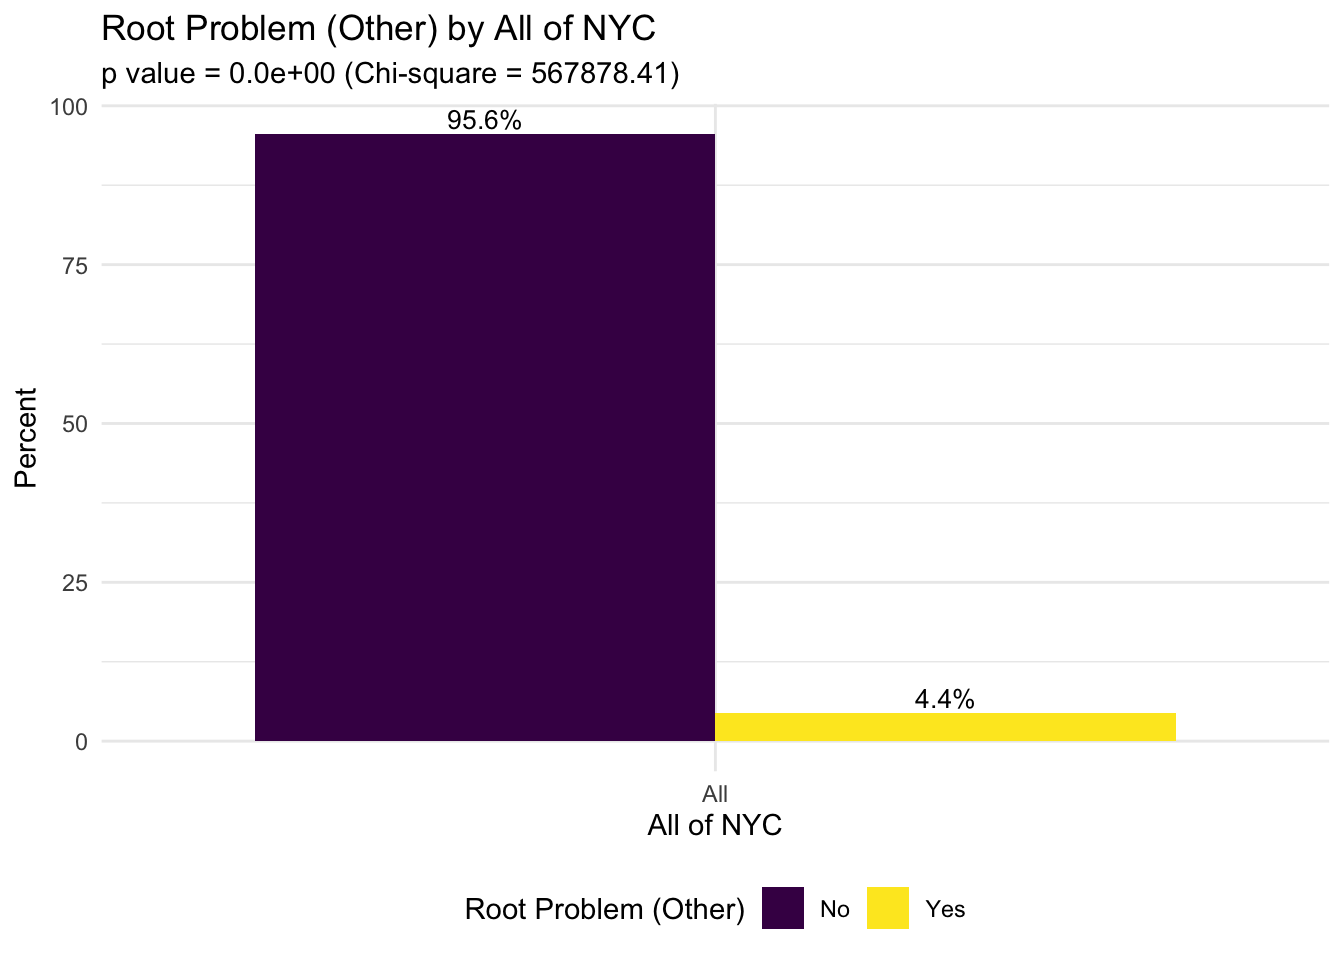 Root Problem (Other) by All of NYC
p value = 0.0e+00 (Chi-square = 567878.41)
100
95.6%
75
50
Percent
25
4.4%
0
All
All of NYC
Root Problem (Other) No Yes